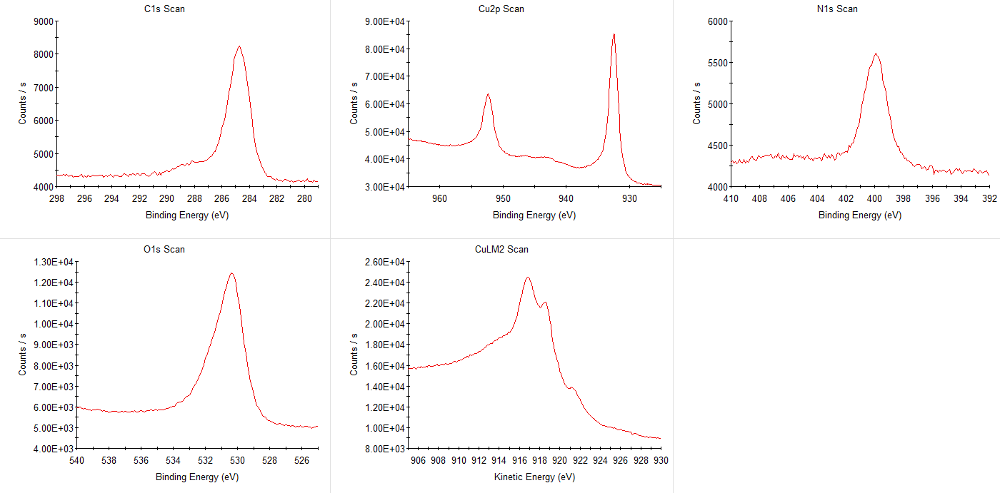 C1s Scan
9000
8000
7000
6000
5000
4000
Counts / s
298 296 294 292 290 288 286 284 282 280
Binding Energy (eV)
Cu2p Scan
9.00E+04
8.00E+04
7.00E+04
6.00E+04
5.00E+04
4.00E+04
3.00E+04
Counts / s
960 950 940 930
Binding Energy (eV)
N1s Scan
6000
5500
5000
4500
4000
Counts / s
410 408 406 404 402 400 398 396 394 392
Binding Energy (eV)
O1s Scan
1.30E+04
1.20E+04
1.10E+04
1.00E+04
9.00E+03
8.00E+03
7.00E+03
6.00E+03
5.00E+03
4.00E+03
Counts / s
540 538 536 534 532 530 528 526
Binding Energy (eV)
CuLM2 Scan
2.60E+04
2.40E+04
2.20E+04
2.00E+04
1.80E+04
1.60E+04
1.40E+04
1.20E+04
1.00E+04
8.00E+03
Counts / s
906 908 910 912 914 916 918 920 922 924 926 928 930
Kinetic Energy (eV)